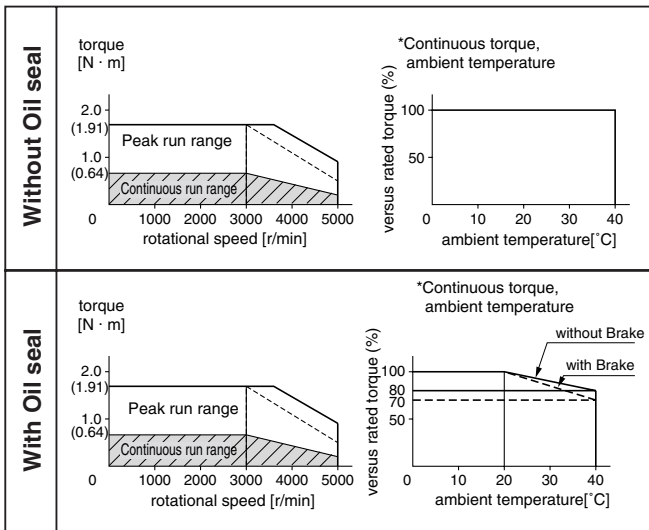 Without Oil seal
torque
[N · m]
2.0
(1.91)
1.0
(0.64)
0
Peak run range
Continuous run range
1000 2000 3000 4000 5000
rotational speed [r/min]
*Continuous torque,
ambient temperature
versus rated torque (%)
100
50
0 10 20 30 40
ambient temperature[˚C]
With Oil seal
torque
[N · m]
2.0
(1.91)
1.0
(0.64)
0
Peak run range
Continuous run range
1000 2000 3000 4000 5000
rotational speed [r/min]
*Continuous torque,
ambient temperature
versus rated torque (%)
without Brake
with Brake
100
80
70
50
0 10 20 30 40
ambient temperature[˚C]